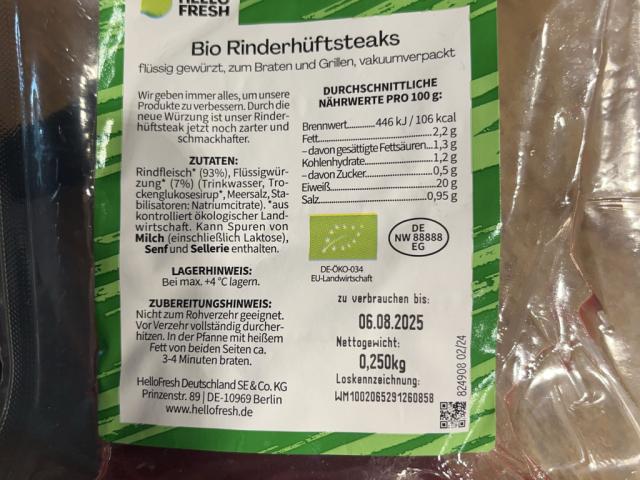 HELLO
FRESH
Bio Rinderhüftsteaks
flüssig gewürzt, zum Braten und Grillen, vakuumverpackt
Wir geben immer alles, um unsere
Produkte zu verbessern. Durch die
neue Würzung ist unser Rinder-
hüftsteak jetzt noch zarter und
schmackhafter.
ZUTATEN:
Rindfleisch* (93%), Flüssigwür-
zung* (7%) (Trinkwasser, Tro-
ckenglukosesirup*, Meersalz, Sta-
bilisatoren: Natriumcitrate). *aus
kontrolliert ökologischer Land-
wirtschaft. Kann Spuren von
Milch (einschließlich Laktose),
Senf und Sellerie enthalten.
LAGERHINWEIS:
Bei max. +4 °C lagern.
ZUBEREITUNGSHINWEIS:
Nicht zum Rohverzehr geeignet.
Vor Verzehr vollständig durcher-
hitzen. In der Pfanne mit heißem
Fett von beiden Seiten ca.
3-4 Minuten braten.
HelloFresh Deutschland SE & Co. KG
Prinzenstr. 89 | DE-10969 Berlin
www.hellofresh.de
DURCHSCHNITTLICHE
NÄHRWERTE PRO 100 g:
Brennwert..........446 kJ / 106 kcal
Fett..........2,2 g
– davon gesättigte Fettsäuren...1,3 g
Kohlenhydrate..........1,2 g
– davon Zucker..........0,5 g
Eiweiß..........20 g
Salz..........0,95 g
DE
NW 88888
EG
DE-ÖKO-034
EU-Landwirtschaft
zu verbrauchen bis:
06.08.2025
Nettogewicht:
0,250kg
Loskennzeichnung:
WM1002065291260858
824908 02/24